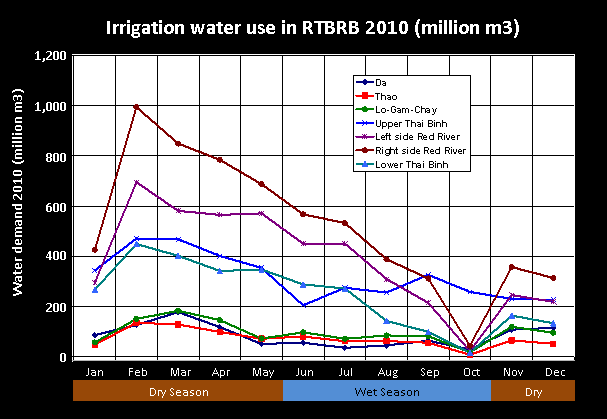 Irrigation water use in RTBRB 2010 (million m3)
Water demand 2010 (milllion m3)
1,200
1,000
800
600
400
200
0
Da
Thao
Lo-Gam-Chay
Upper Thai Binh
Left side Red River
Right side Red River
Lower Thai Binh
Jan Feb Mar Apr May Jun Jul Aug Sep Oct Nov Dec
Dry Season Wet Season Dry